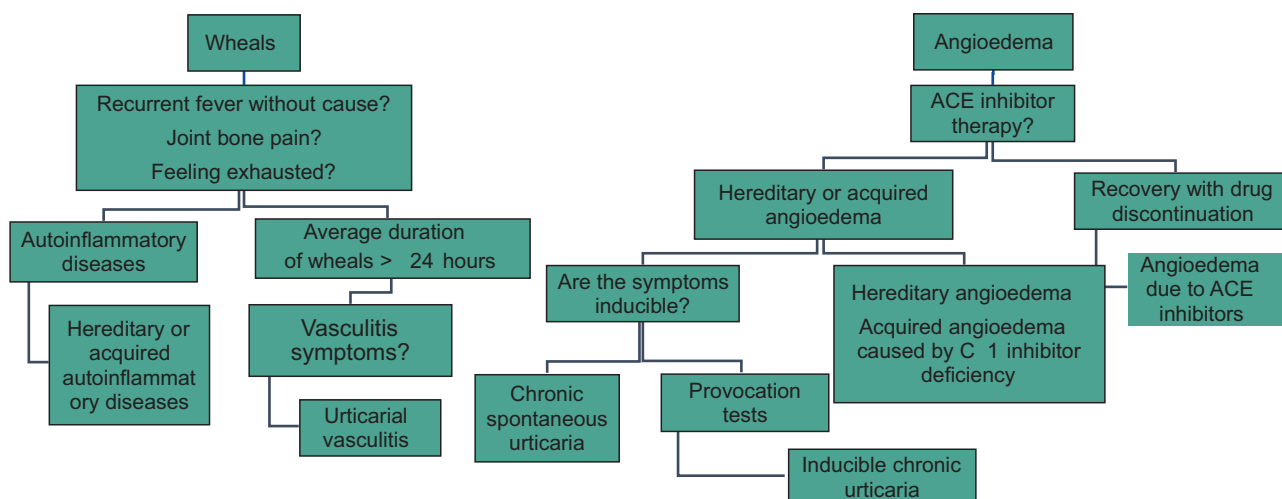 Wheals
Recurrent fever without cause?
Joint bone pain?
Feeling exhausted?
Autoinflammatory
diseases
Hereditary or
acquired
autoinflammat
ory diseases
Average duration
of wheals > 24 hours
Vasculitis
symptoms?
Urticarial
vasculitis
Angioedema
ACE inhibitor
therapy?
Hereditary or acquired
angioedema
Are the symptoms
inducible?
Chronic
spontaneous
urticaria
Provocation
tests
Inducible chronic
urticaria
Hereditary angioedema
Acquired angioedema
caused by C 1 inhibitor
deficiency
Recovery with drug
discontinuation
Angioedema
due to ACE
inhibitors